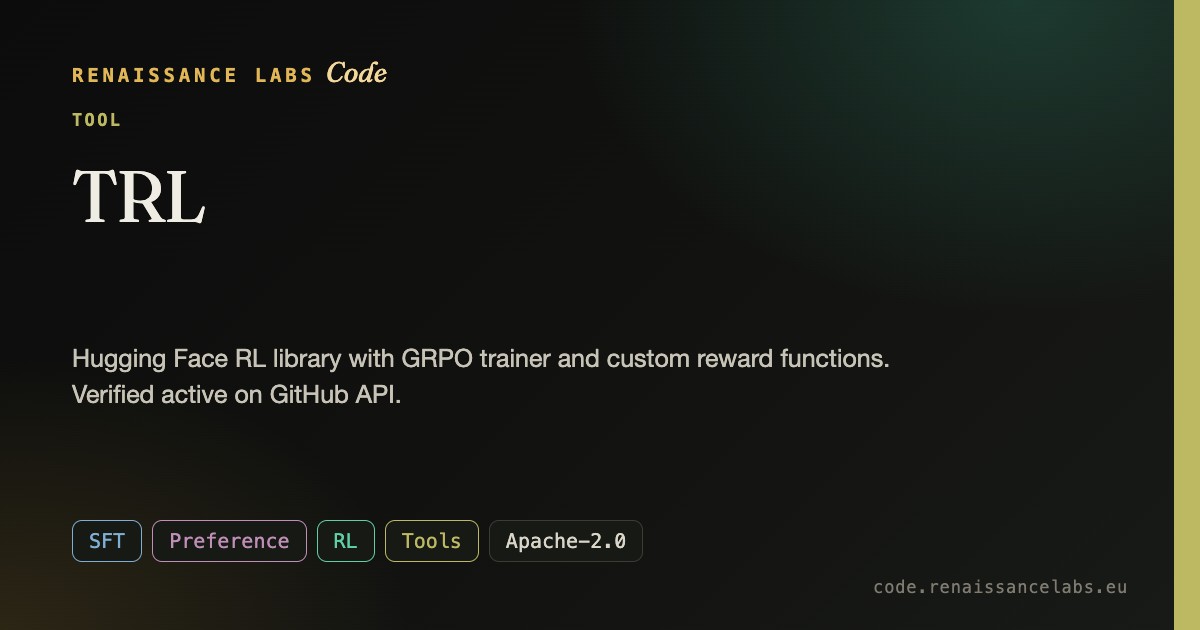 RENAISSANCE LABS Code
TOOL
TRL
Hugging Face RL library with GRPO trainer and custom reward functions.
Verified active on GitHub API.
SFT Preference RL Tools Apache-2.0
code.renaissancelabs.eu